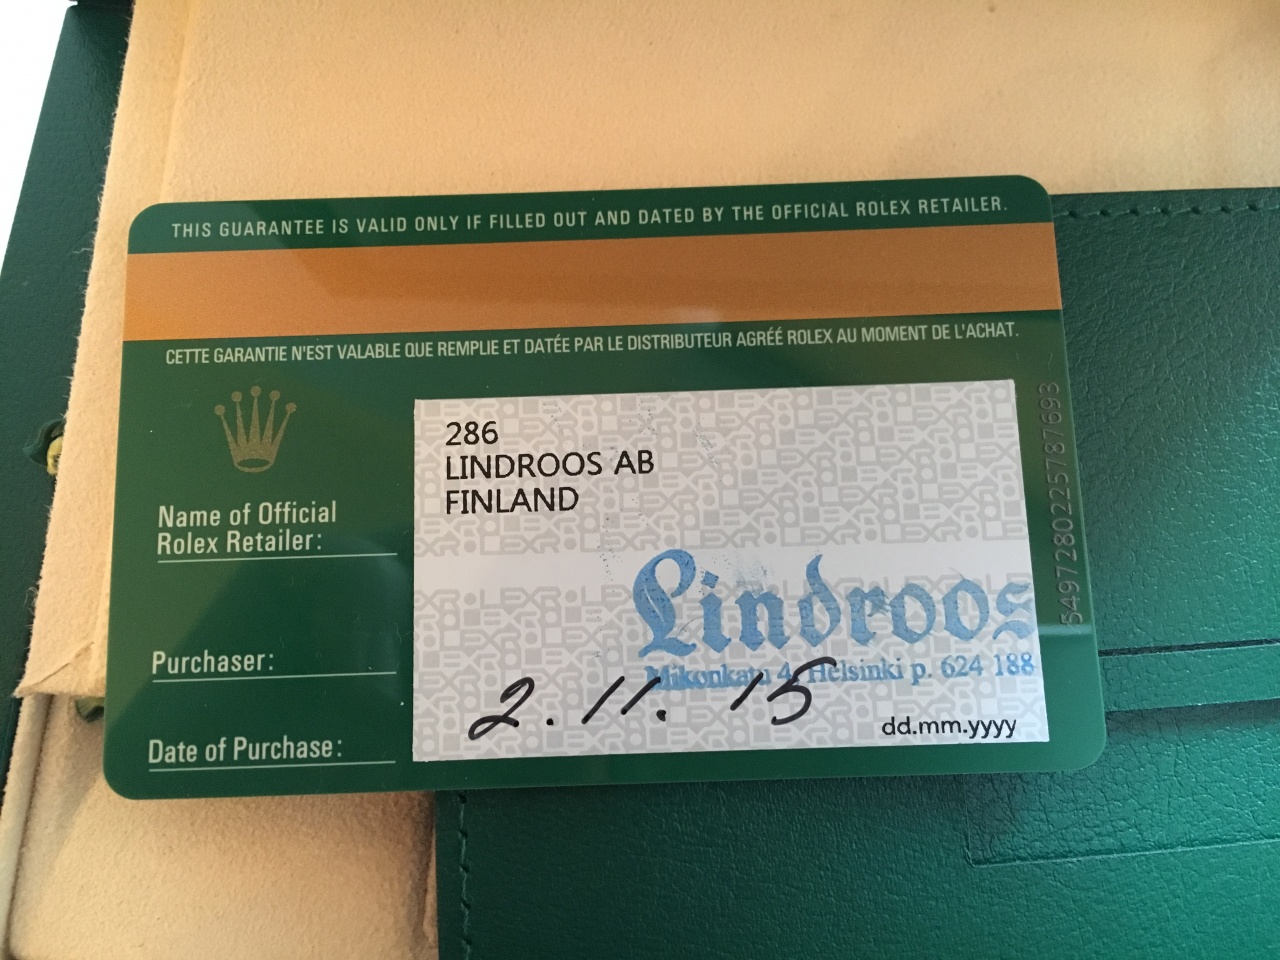 THIS GUARANTEE IS VALID ONLY IF FILLED OUT AND DATED BY THE OFFICIAL ROLEX RETAILER.
CETTE GARANTIE N'EST VALABLE QUE REMPLIE ET DATÉE PAR LE DISTRIBUTEUR AGRÉÉ ROLEX AU MOMENT DE L'ACHAT.
286
LINDROOS AB
FINLAND
Name of Official
Rolex Retailer:
Lindroos
Mikonkatu 4, Helsinki p. 624 188
Purchaser:
2.11.15
dd.mm.yyyy
Date of Purchase:
5497280225787693